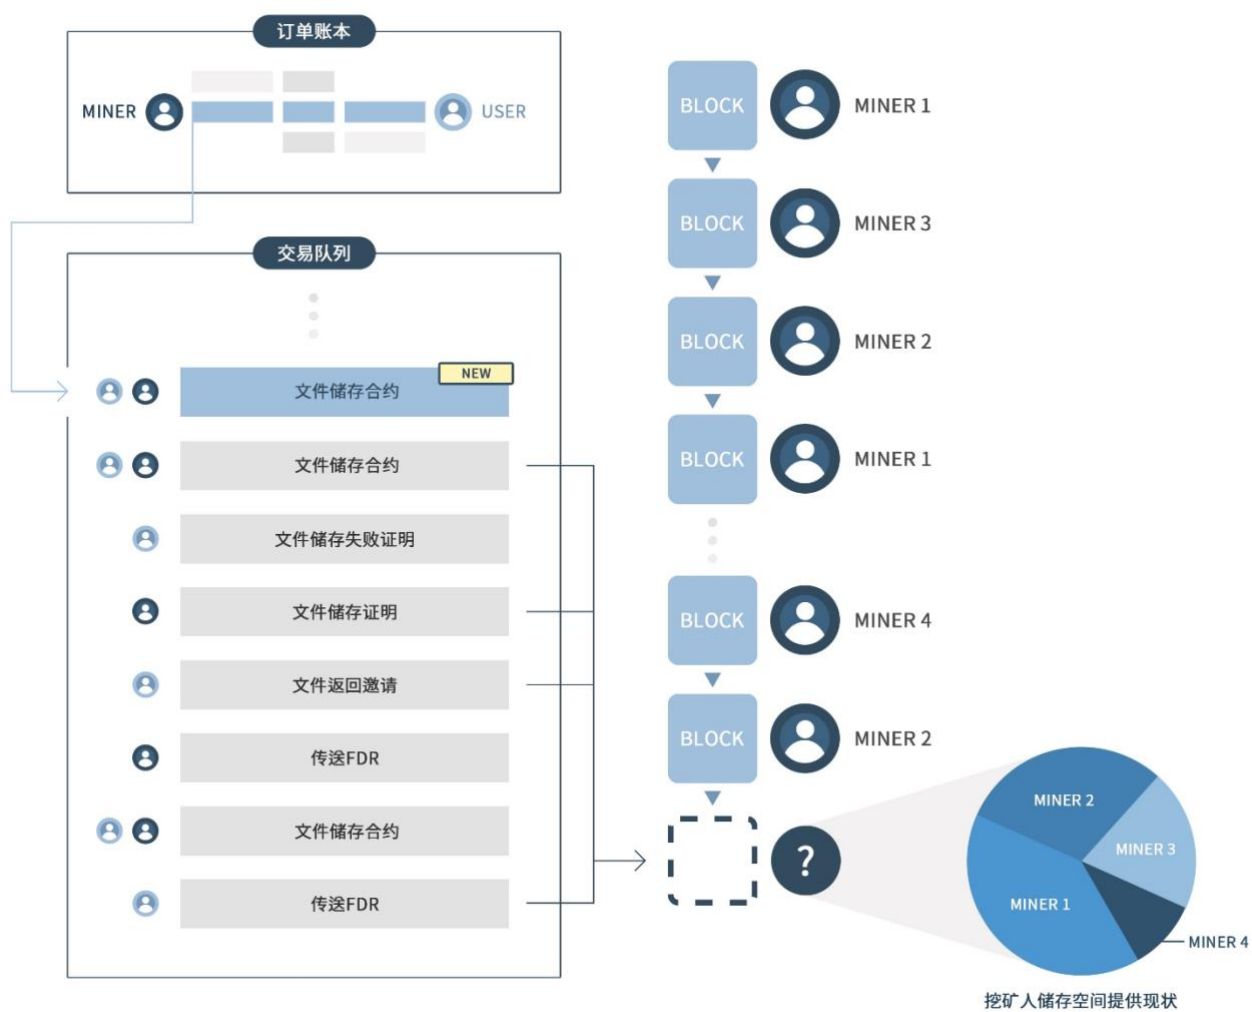 订单账本
MINER
USER
交易队列
NEW
文件储存合约
文件储存合约
文件储存失败证明
文件储存证明
文件返回邀请
传送FDR
文件储存合约
传送FDR
BLOCK
MINER 1
BLOCK
MINER 3
BLOCK
MINER 2
BLOCK
MINER 1
BLOCK
MINER 4
BLOCK
MINER 2
?
MINER 2
MINER 3
MINER 1
MINER 4
挖矿人储存空间提供现状